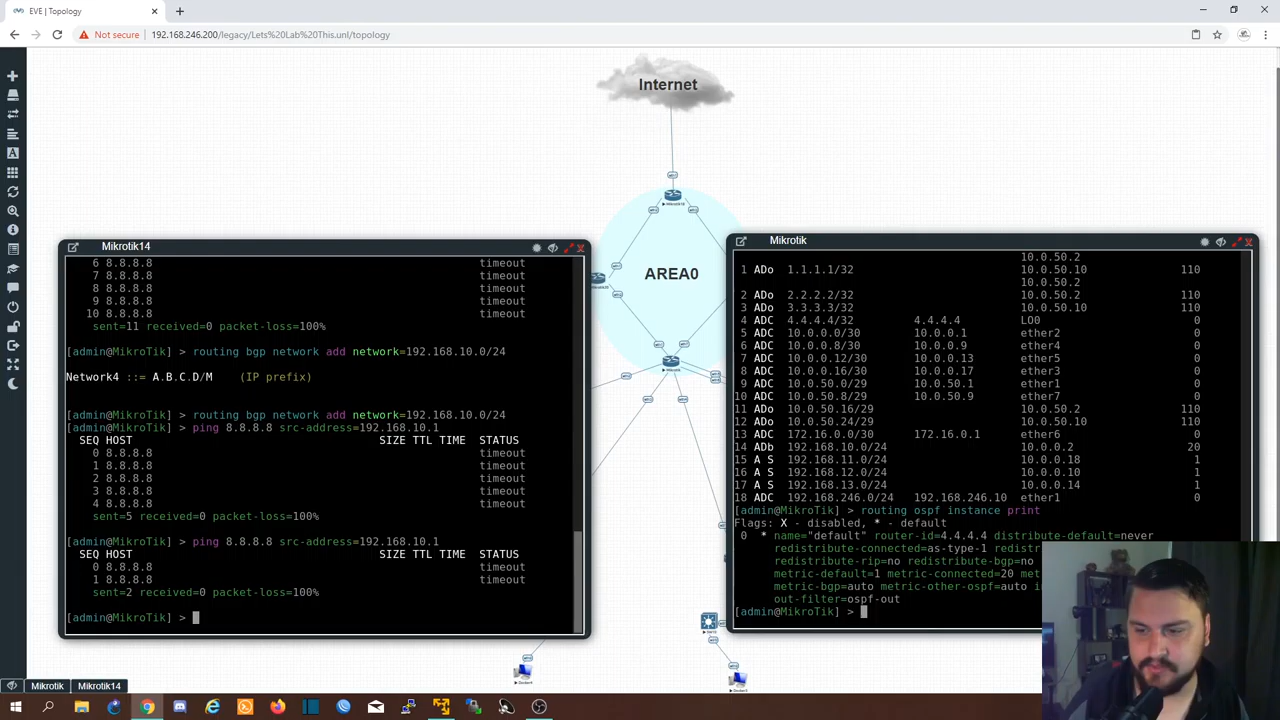 EVE | Topology
Not secure
192.168.246.200/legacy/Lets%20Lab%20This.unl/topology
Internet
AREA0
Mikrotik14
6 8.8.8.8 timeout
7 8.8.8.8 timeout
8 8.8.8.8 timeout
9 8.8.8.8 timeout
10 8.8.8.8 timeout
sent=11 received=0 packet-loss=100%
[admin@MikroTik] > routing bgp network add network=192.168.10.0/24
Network4 ::= A.B.C.D/M (IP prefix)
[admin@MikroTik] > routing bgp network add network=192.168.10.0/24
[admin@MikroTik] > ping 8.8.8.8 src-address=192.168.10.1
SEQ HOST SIZE TTL TIME STATUS
0 8.8.8.8 timeout
1 8.8.8.8 timeout
2 8.8.8.8 timeout
3 8.8.8.8 timeout
4 8.8.8.8 timeout
sent=5 received=0 packet-loss=100%
[admin@MikroTik] > ping 8.8.8.8 src-address=192.168.10.1
SEQ HOST SIZE TTL TIME STATUS
0 8.8.8.8 timeout
1 8.8.8.8 timeout
sent=2 received=0 packet-loss=100%
[admin@MikroTik] >
Mikrotik
10.0.50.2
1 ADo 1.1.1.1/32 10.0.50.10 110
10.0.50.2
2 ADo 2.2.2.2/32 10.0.50.2 110
3 ADo 3.3.3.3/32 10.0.50.10 110
4 ADC 4.4.4.4/32 4.4.4.4 LO0 0
5 ADC 10.0.0.0/30 10.0.0.1 ether2 0
6 ADC 10.0.0.8/30 10.0.0.9 ether4 0
7 ADC 10.0.0.12/30 10.0.0.13 ether5 0
8 ADC 10.0.0.16/30 10.0.0.17 ether3 0
9 ADC 10.0.50.0/29 10.0.50.1 ether1 0
10 ADC 10.0.50.8/29 10.0.50.9 ether7 0
11 ADo 10.0.50.16/29 10.0.50.2 110
12 ADo 10.0.50.24/29 10.0.50.10 110
13 ADC 172.16.0.0/30 172.16.0.1 ether6 0
14 ADb 192.168.10.0/24 10.0.0.2 20
15 A S 192.168.11.0/24 10.0.0.18 1
16 A S 192.168.12.0/24 10.0.0.10 1
17 A S 192.168.13.0/24 10.0.0.14 1
18 ADC 192.168.246.0/24 192.168.246.10 ether1 0
[admin@MikroTik] > routing ospf instance print
Flags: X - disabled, * - default
0 * name="default" router-id=4.4.4.4 distribute-default=never
redistribute-connected=as-type-1
redistribute-rip=no redistribute-bgp=no
metric-default=1 metric-connected=20
metric-bgp=auto metric-other-ospf=auto
out-filter=ospf-out
[admin@MikroTik] >
Mikrotik
Mikrotik14